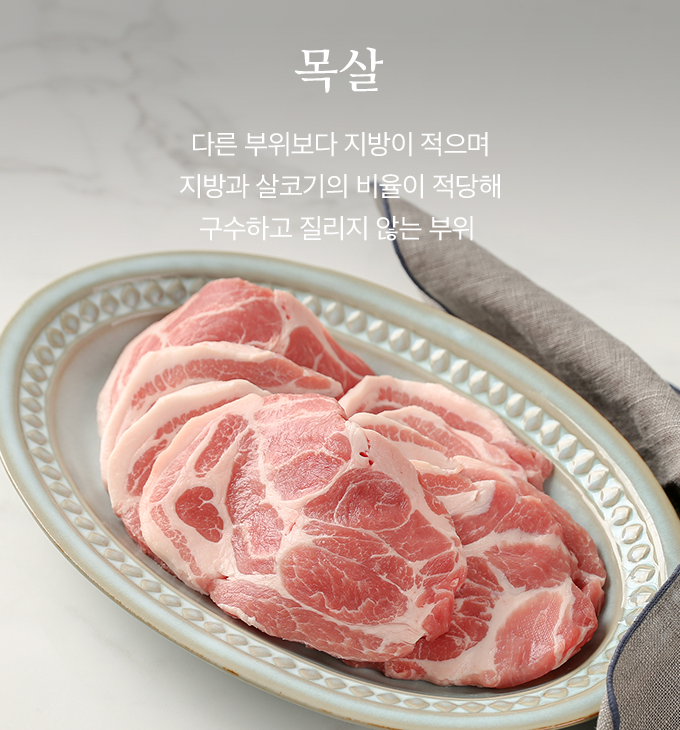 목살
다른 부위보다 지방이 적으며
지방과 살코기의 비율이 적당해
구수하고 질리지 않는 부위